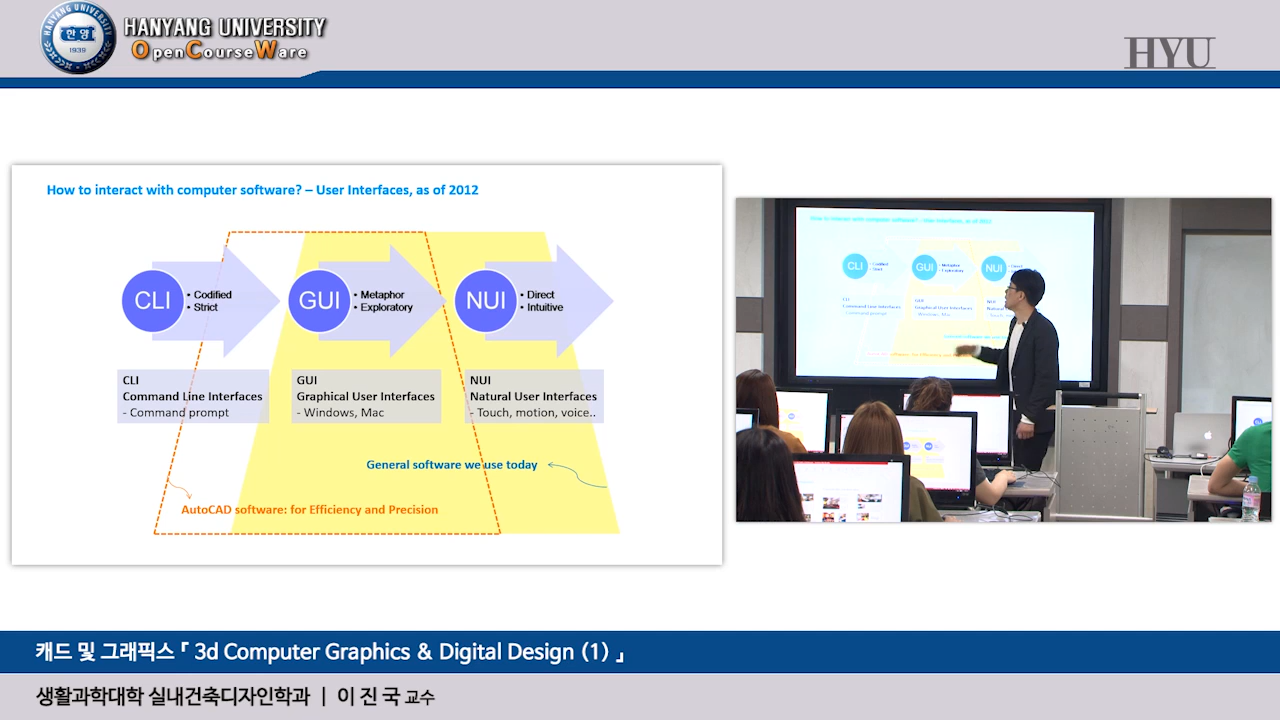 HANYANG UNIVERSITY
OpenCourseWare
한양
1939
HYU
How to interact with computer software? – User Interfaces, as of 2012
CLI
• Codified
• Strict
GUI
• Metaphor
• Exploratory
NUI
• Direct
• Intuitive
CLI
Command Line Interfaces
- Command prompt
GUI
Graphical User Interfaces
- Windows, Mac
NUI
Natural User Interfaces
- Touch, motion, voice..
General software we use today
AutoCAD software: for Efficiency and Precision
CLI
GUI
NUI
캐드 및 그래픽스 「 3d Computer Graphics & Digital Design (1) 」
생활과학대학 실내건축디자인학과 | 이 진 국 교수